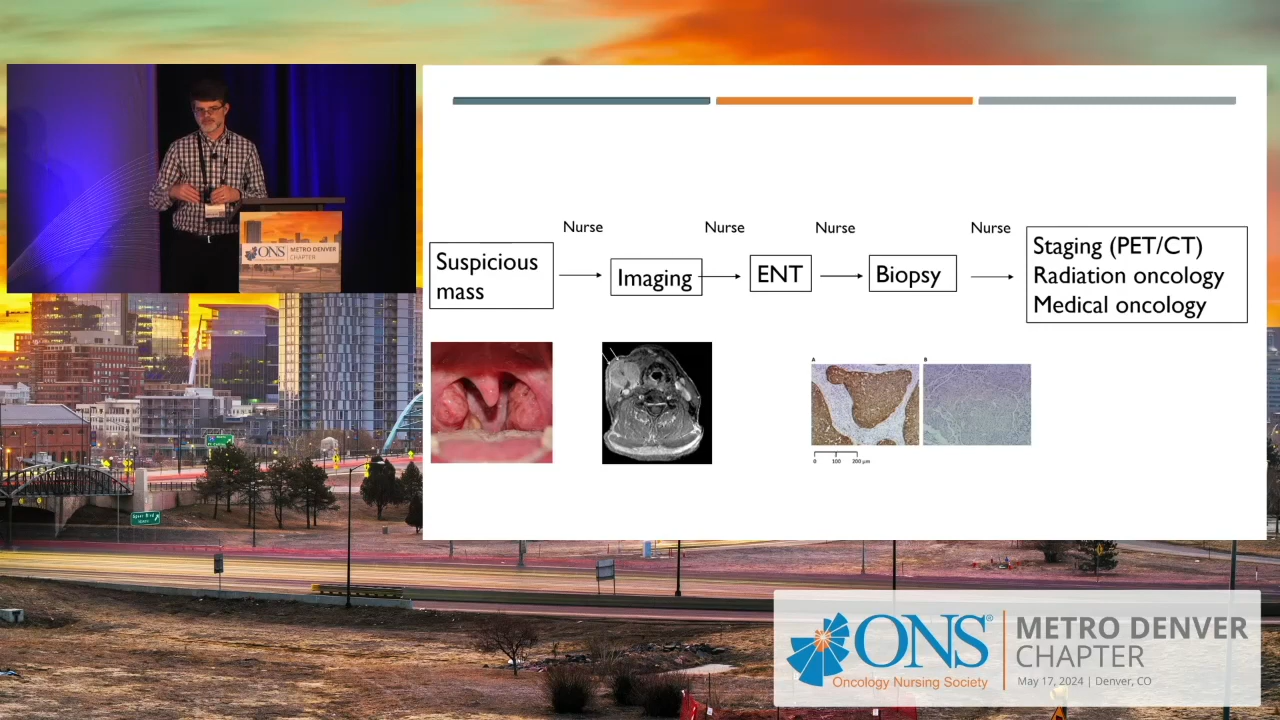 ONS
METRO DENVER
CHAPTER
Nurse
Nurse
Nurse
Nurse
Suspicious
mass
Imaging
ENT
Biopsy
Staging (PET/CT)
Radiation oncology
Medical oncology
A
B
0 100 200 µm
ONS®
Oncology Nursing Society
METRO DENVER
CHAPTER
May 17, 2024 | Denver, CO